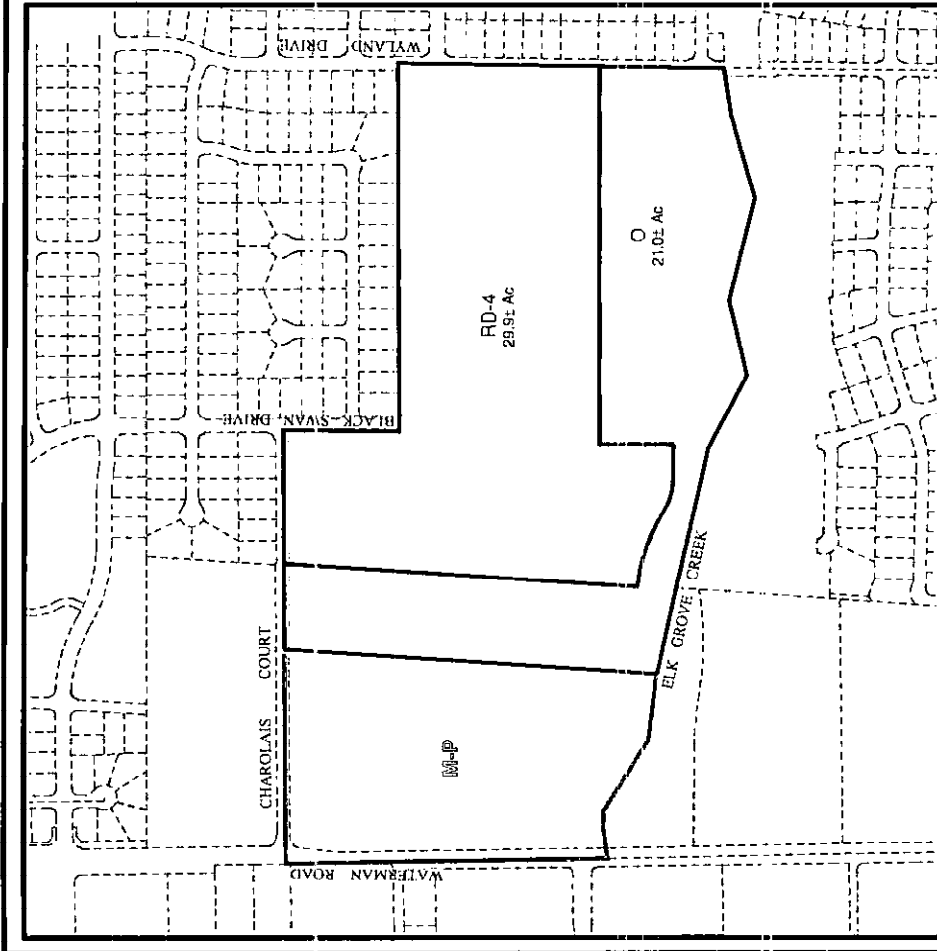 WYLAND DRIVE
RD-4
29.9± Ac
O
21.0± Ac
BLACK SWAN DRIVE
CHAROLAIS COURT
ELK GROVE CREEK
M-P
WATERMAN ROAD